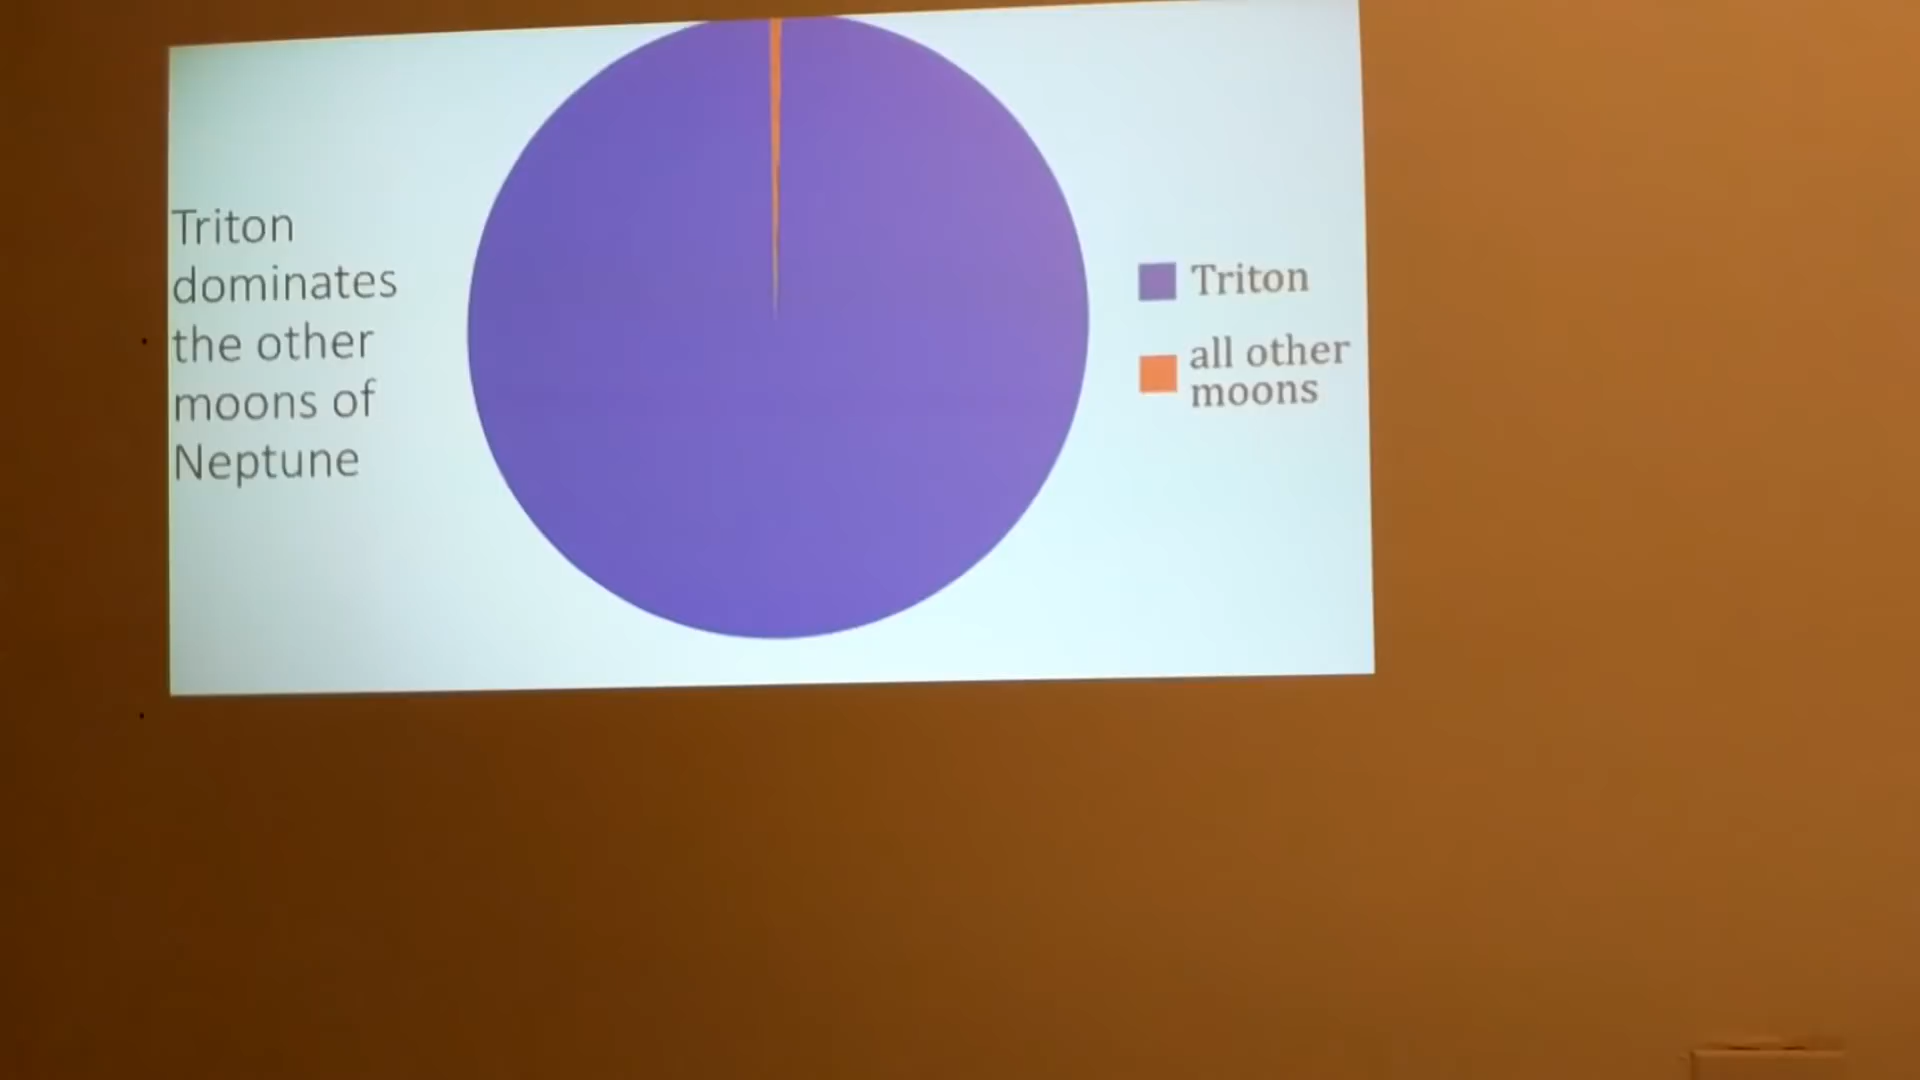 Triton
dominates
the other
moons of
Neptune
Triton
all other
moons